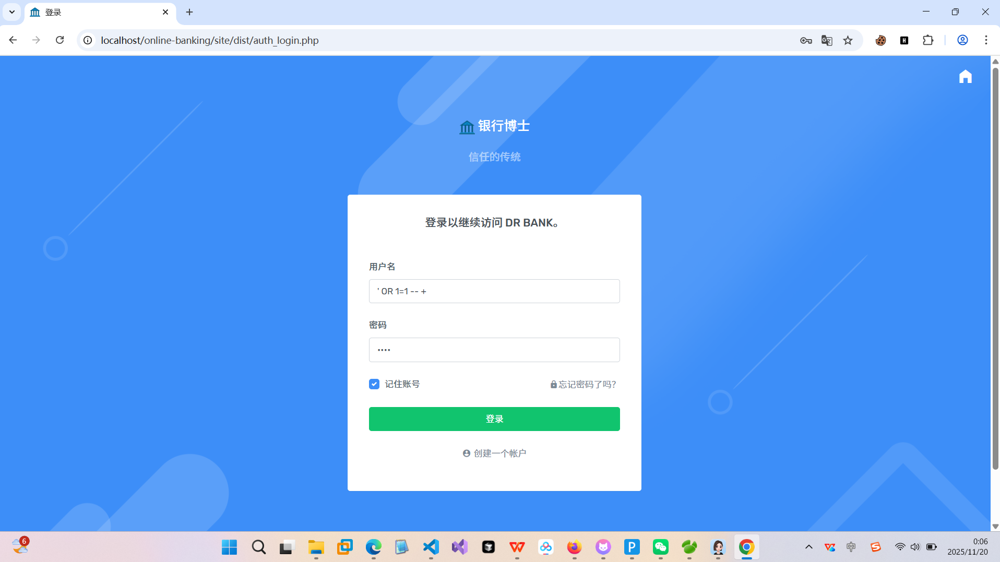 登录
localhost/online-banking/site/dist/auth_login.php
银行博士
信任的传统
登录以继续访问 DR BANK。
用户名
' OR 1=1 -- +
密码
••••
记住账号
忘记密码了吗?
登录
创建一个帐户
6
中
0:06
2025/11/20